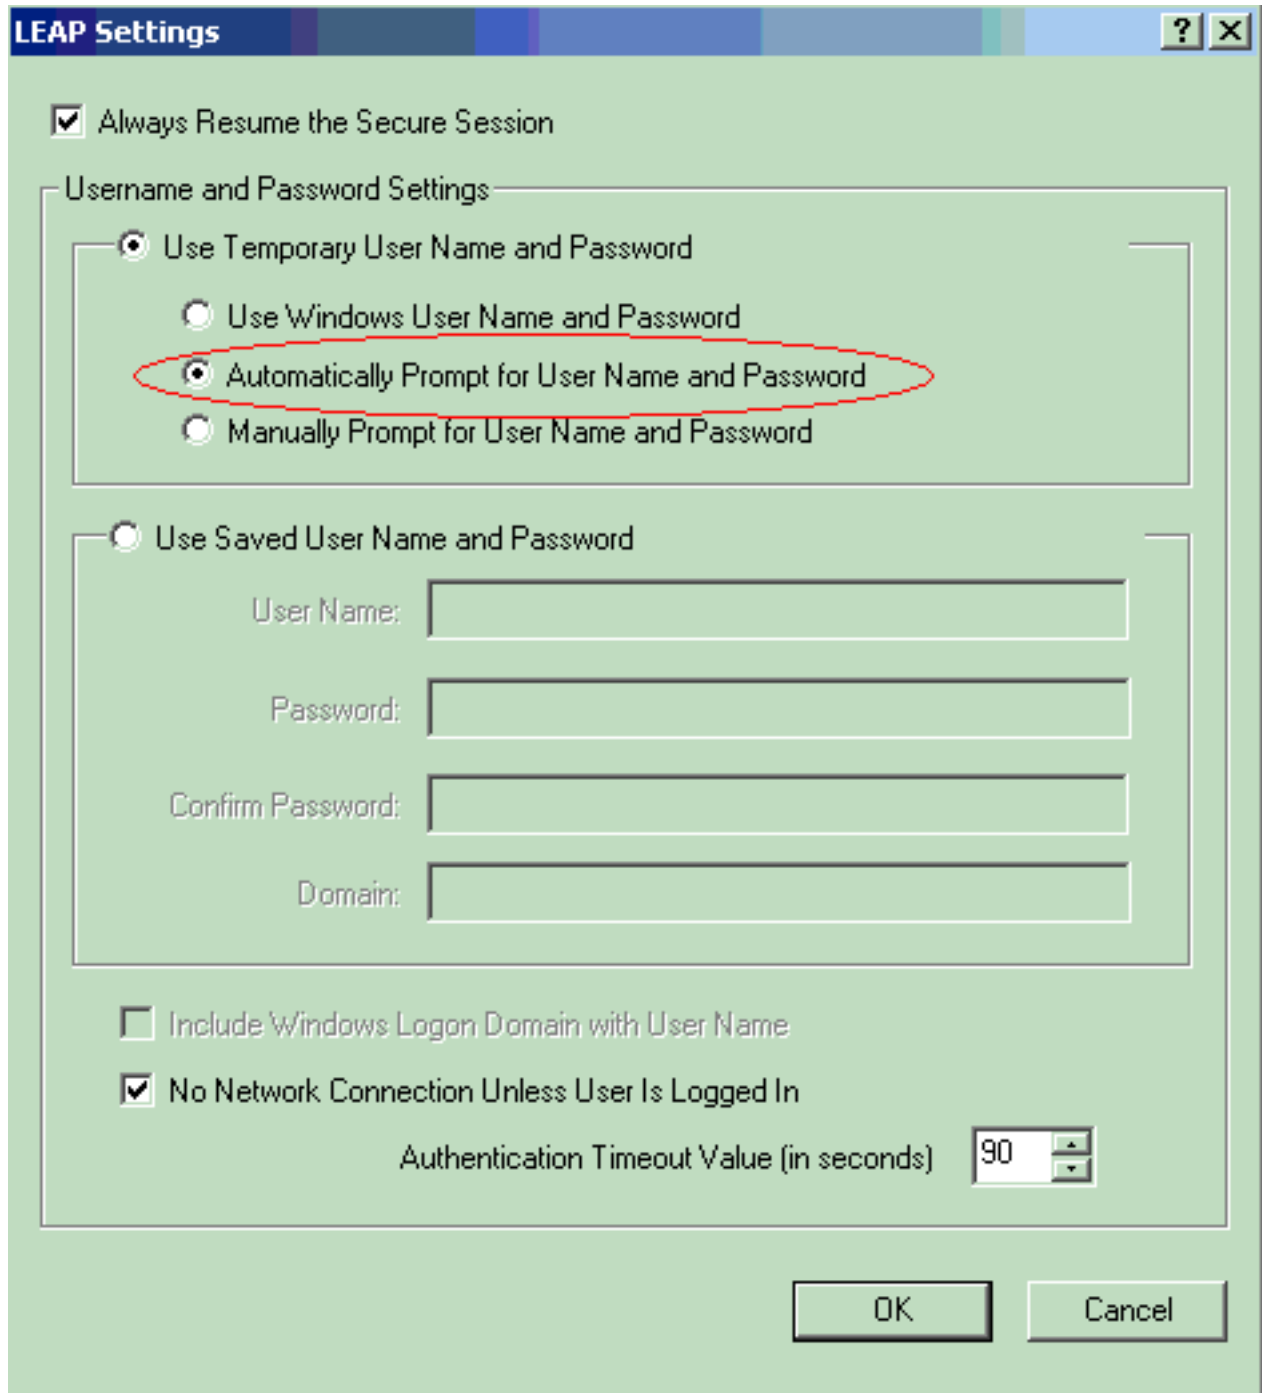 LEAP Settings
Always Resume the Secure Session
Username and Password Settings
Use Temporary User Name and Password
Use Windows User Name and Password
Automatically Prompt for User Name and Password
Manually Prompt for User Name and Password
Use Saved User Name and Password
User Name:
Password:
Confirm Password:
Domain:
Include Windows Logon Domain with User Name
No Network Connection Unless User Is Logged In
Authentication Timeout Value (in seconds) 90
OK Cancel